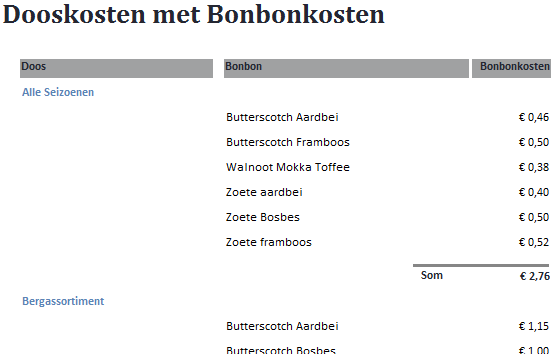 Dooskosten met Bonbonkosten
Doos Bonbon Bonbonkosten
Alle Seizoenen
Butterscotch Aardbei € 0,46
Butterscotch Framboos € 0,50
Walnoot Mokka Toffee € 0,38
Zoete aardbei € 0,40
Zoete Bosbes € 0,50
Zoete framboos € 0,52
Som € 2,76
Bergassortiment
Butterscotch Aardbei € 1,15
Butterscotch Bosbes € 1,00